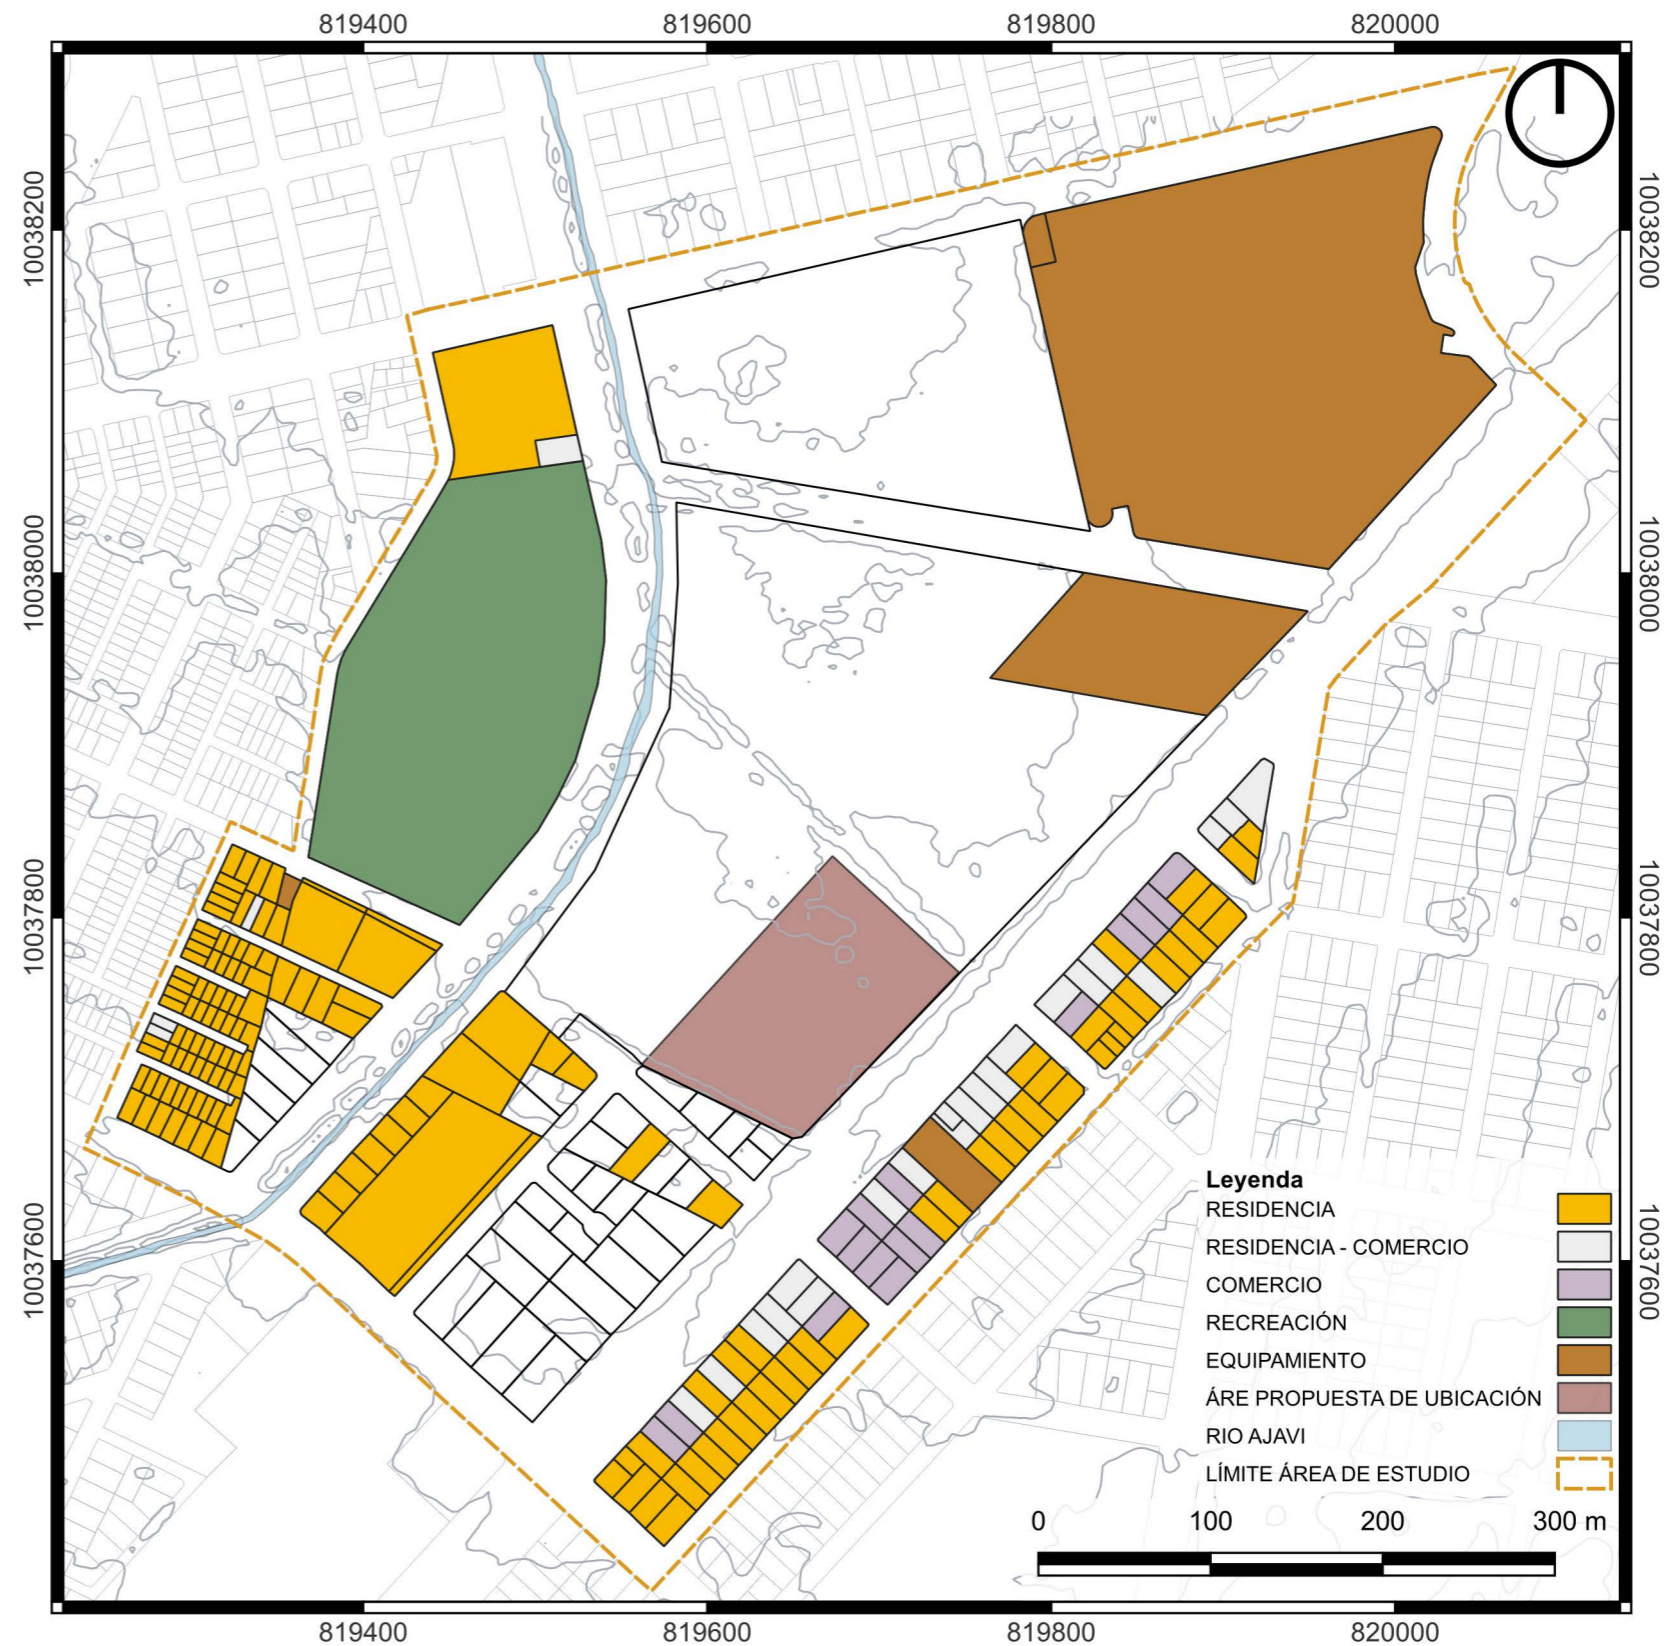 819400 819600 819800 820000
10038200
10038200
10038000
10038000
10037800
10037800
10037600
10037600
Leyenda
RESIDENCIA
RESIDENCIA - COMERCIO
COMERCIO
RECREACIÓN
EQUIPAMIENTO
ÁRE PROPUESTA DE UBICACIÓN
RIO AJAVI
LÍMITE ÁREA DE ESTUDIO
0 100 200 300 m
819400 819600 819800 820000